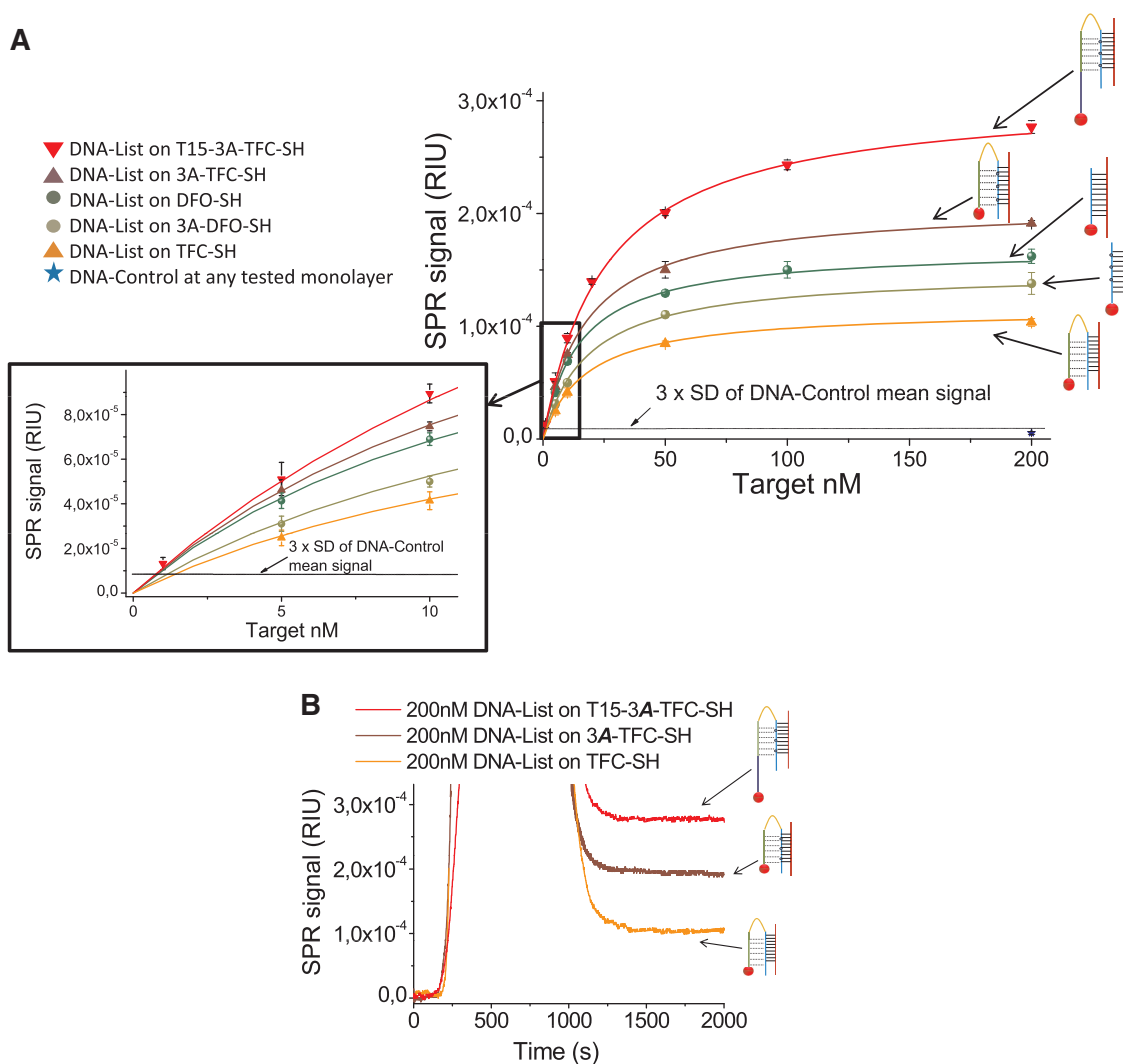 A
DNA-List on T15-3A-TFC-SH
DNA-List on 3A-TFC-SH
DNA-List on DFO-SH
DNA-List on 3A-DFO-SH
DNA-List on TFC-SH
DNA-Control at any tested monolayer
SPR signal (RIU)
3,0x10⁻⁴
2,0x10⁻⁴
1,0x10⁻⁴
0,0
3 x SD of DNA-Control mean signal
0
50
100
150
200
Target nM
SPR signal (RIU)
8,0x10⁻⁵
6,0x10⁻⁵
4,0x10⁻⁵
2,0x10⁻⁵
0,0
3 x SD of DNA-Control
mean signal
0
5
10
Target nM
B
200nM DNA-List on T15-3A-TFC-SH
200nM DNA-List on 3A-TFC-SH
200nM DNA-List on TFC-SH
SPR signal (RIU)
3,0x10⁻⁴
2,0x10⁻⁴
1,0x10⁻⁴
0,0
0
500
1000
1500
2000
Time (s)